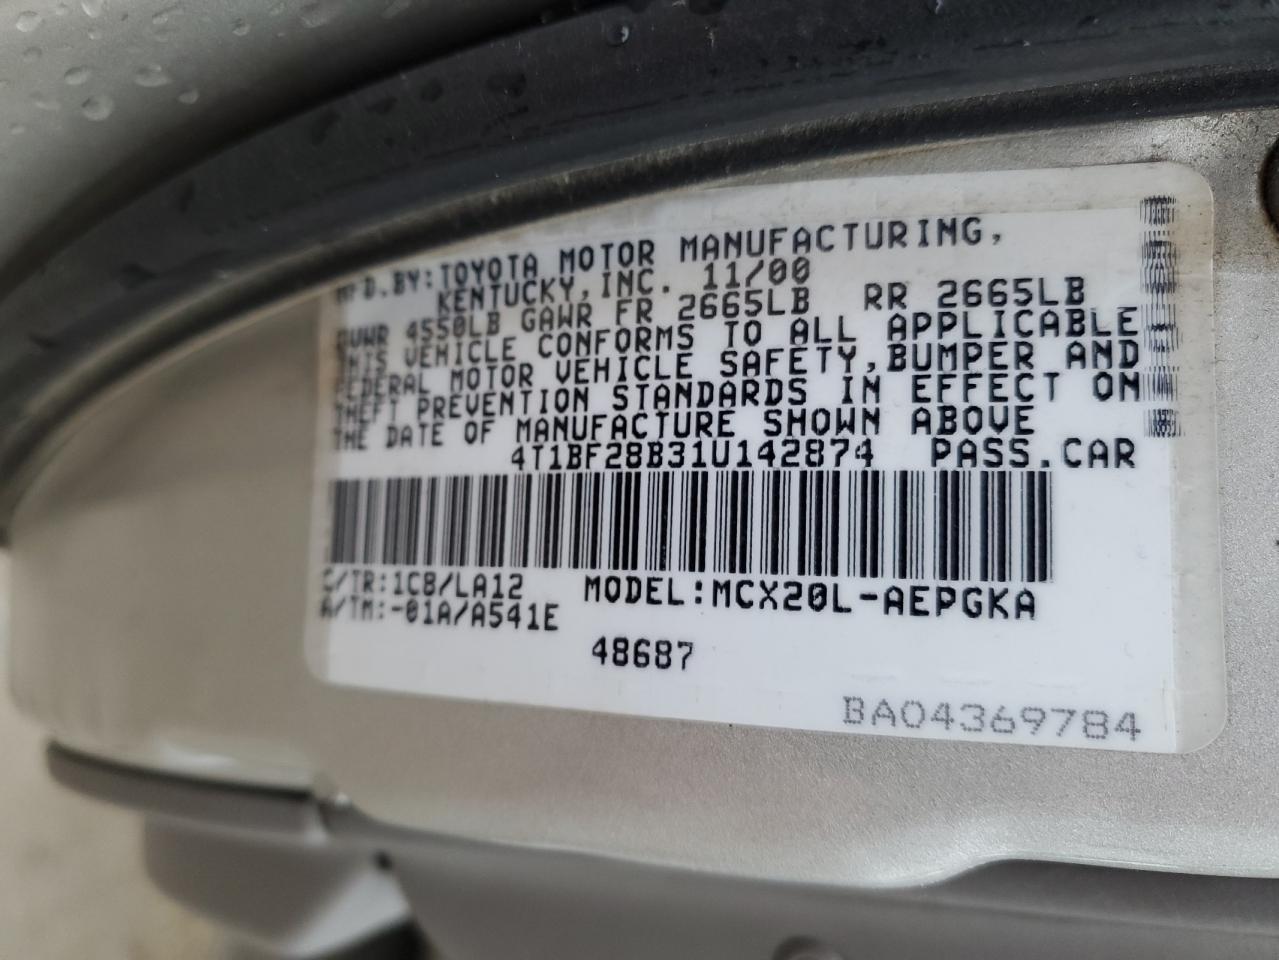 MFD.BY:TOYOTA MOTOR MANUFACTURING,
KENTUCKY,INC. 11/00
GVWR 4550LB GAWR FR 2665LB RR 2665LB
THIS VEHICLE CONFORMS TO ALL APPLICABLE
FEDERAL MOTOR VEHICLE SAFETY,BUMPER AND
THEFT PREVENTION STANDARDS IN EFFECT ON
THE DATE OF MANUFACTURE SHOWN ABOVE
4T1BF28B31U142874 PASS.CAR
C/TR:1C8/LA12 MODEL:MCX20L-AEPGKA
A/TM:-01A/A541E
48687
BA04369784